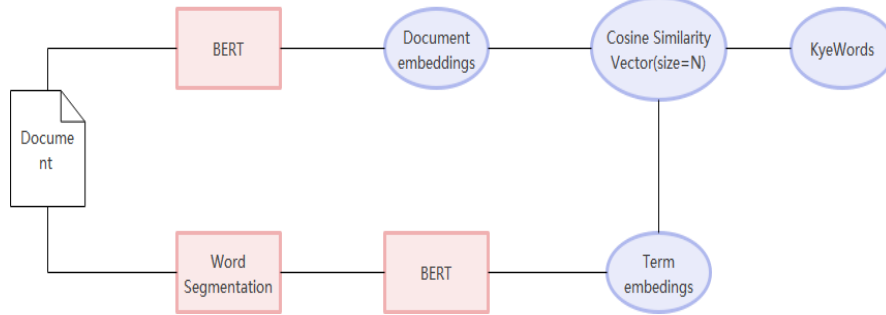 BERT
Document
embeddings
Cosine Similarity
Vector(size=N)
KyeWords
Docume
nt
Word
Segmentation
BERT
Term
embedings